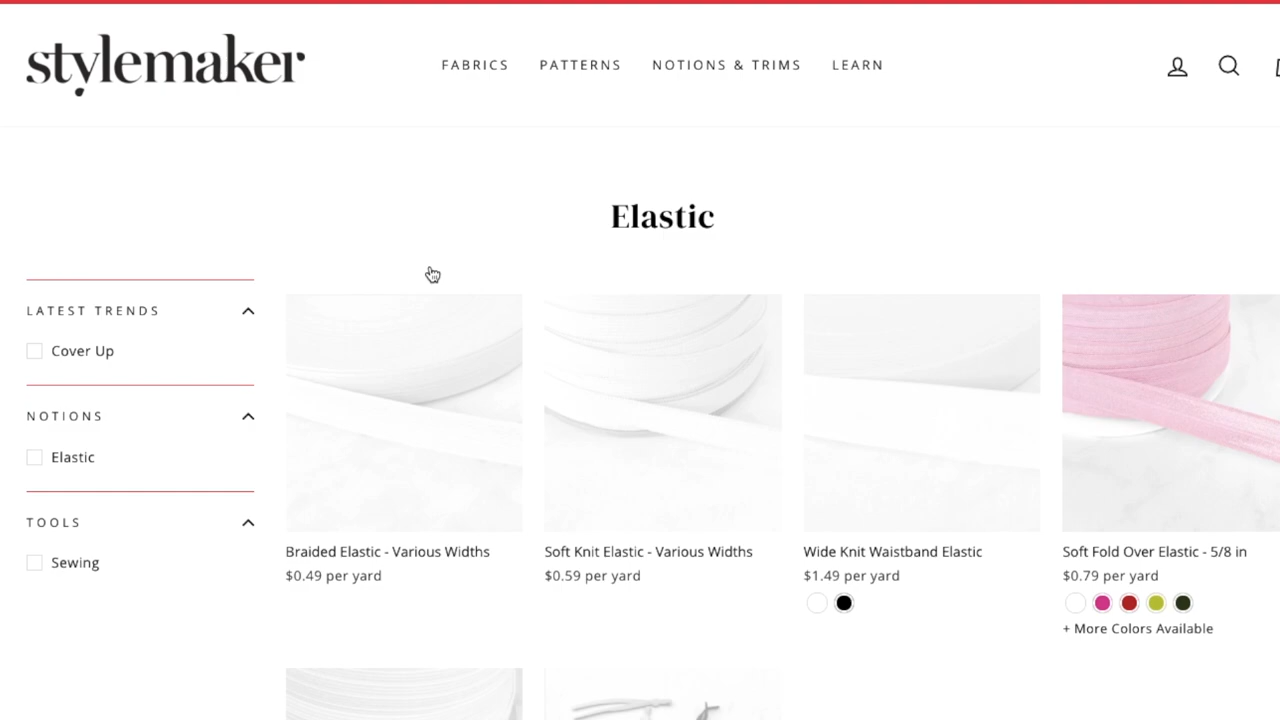 stylemaker
FABRICS PATTERNS NOTIONS & TRIMS LEARN
Elastic
LATEST TRENDS
Cover Up
NOTIONS
Elastic
TOOLS
Sewing
Braided Elastic - Various Widths
$0.49 per yard
Soft Knit Elastic - Various Widths
$0.59 per yard
Wide Knit Waistband Elastic
$1.49 per yard
Soft Fold Over Elastic - 5/8 in
$0.79 per yard
+ More Colors Available